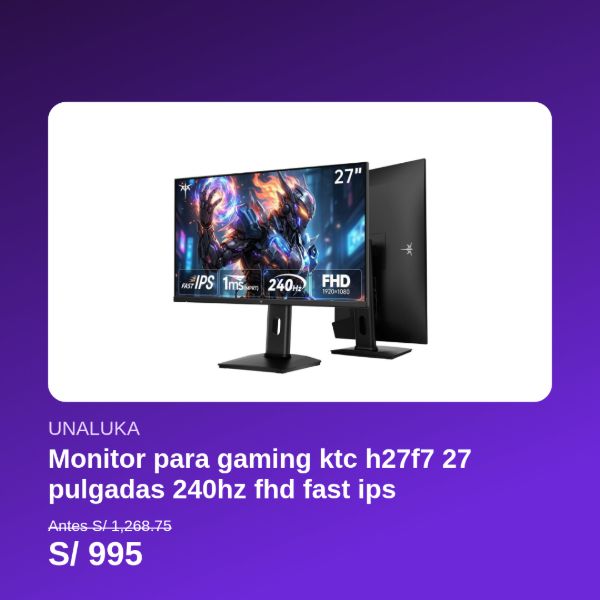 27"
FAST IPS
1ms(MPRT)
240Hz
FHD
1920×1080
UNALUKA
Monitor para gaming ktc h27f7 27
pulgadas 240hz fhd fast ips
Antes S/ 1,268.75
S/ 995